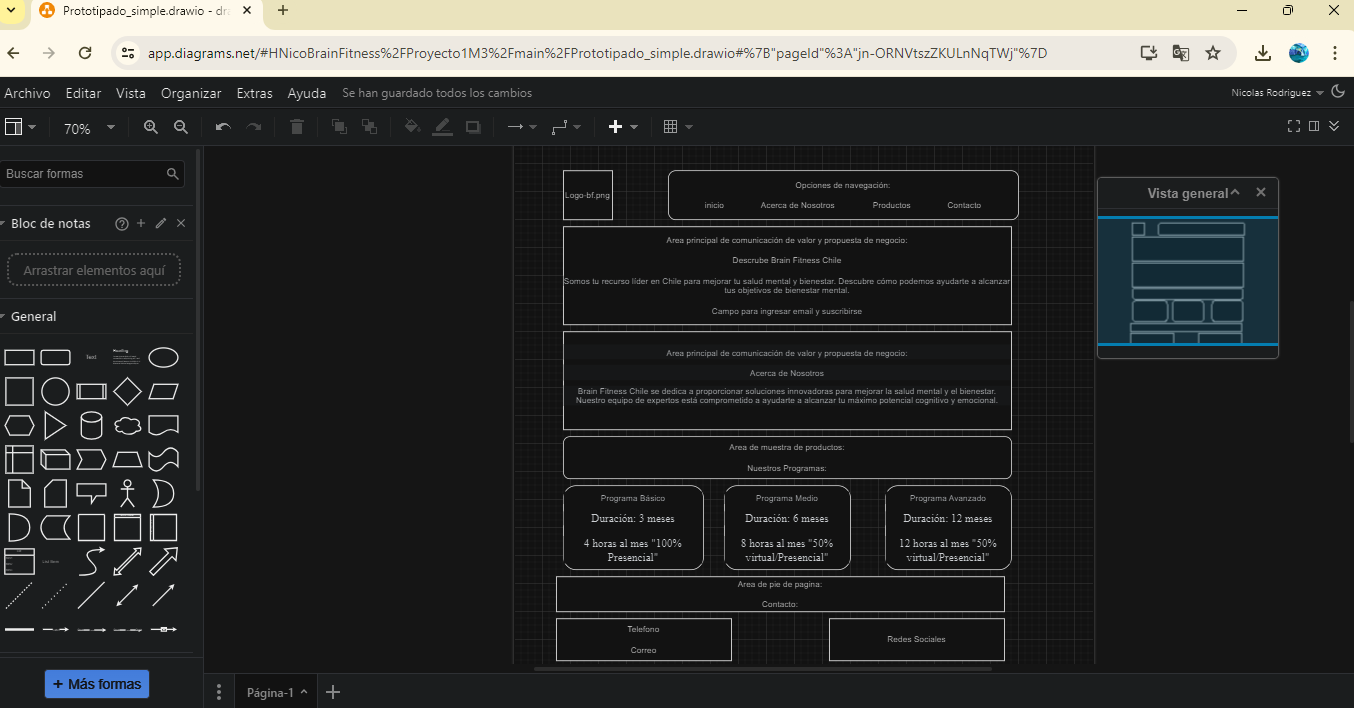 Prototipado_simple.drawio - dra
app.diagrams.net/#HNicoBrainFitness%2FProyecto1M3%2Fmain%2FPrototipado_simple.drawio#%7B"pageId"%3A"jn-ORNVtszZKULnNqTWj"%7D
Archivo Editar Vista Organizar Extras Ayuda Se han guardado todos los cambios Nicolas Rodriguez
70%
Buscar formas
Bloc de notas
Arrastrar elementos aquí
General
Text
Heading
List Item
+ Más formas
Logo-bf.png
Opciones de navegación:
inicio Acerca de Nosotros Productos Contacto
Area principal de comunicación de valor y propuesta de negocio:
Descrube Brain Fitness Chile
Somos tu recurso líder en Chile para mejorar tu salud mental y bienestar. Descubre cómo podemos ayudarte a alcanzar
tus objetivos de bienestar mental.
Campo para ingresar email y suscribirse
Area principal de comunicación de valor y propuesta de negocio:
Acerca de Nosotros
Brain Fitness Chile se dedica a proporcionar soluciones innovadoras para mejorar la salud mental y el bienestar.
Nuestro equipo de expertos está comprometido a ayudarte a alcanzar tu máximo potencial cognitivo y emocional.
Area de muestra de productos:
Nuestros Programas:
Programa Básico
Duración: 3 meses
4 horas al mes "100%
Presencial"
Programa Medio
Duración: 6 meses
8 horas al mes "50%
virtual/Presencial"
Programa Avanzado
Duración: 12 meses
12 horas al mes "50%
virtual/Presencial"
Area de pie de pagina:
Contacto:
Telefono
Correo
Redes Sociales
Vista general
Página-1